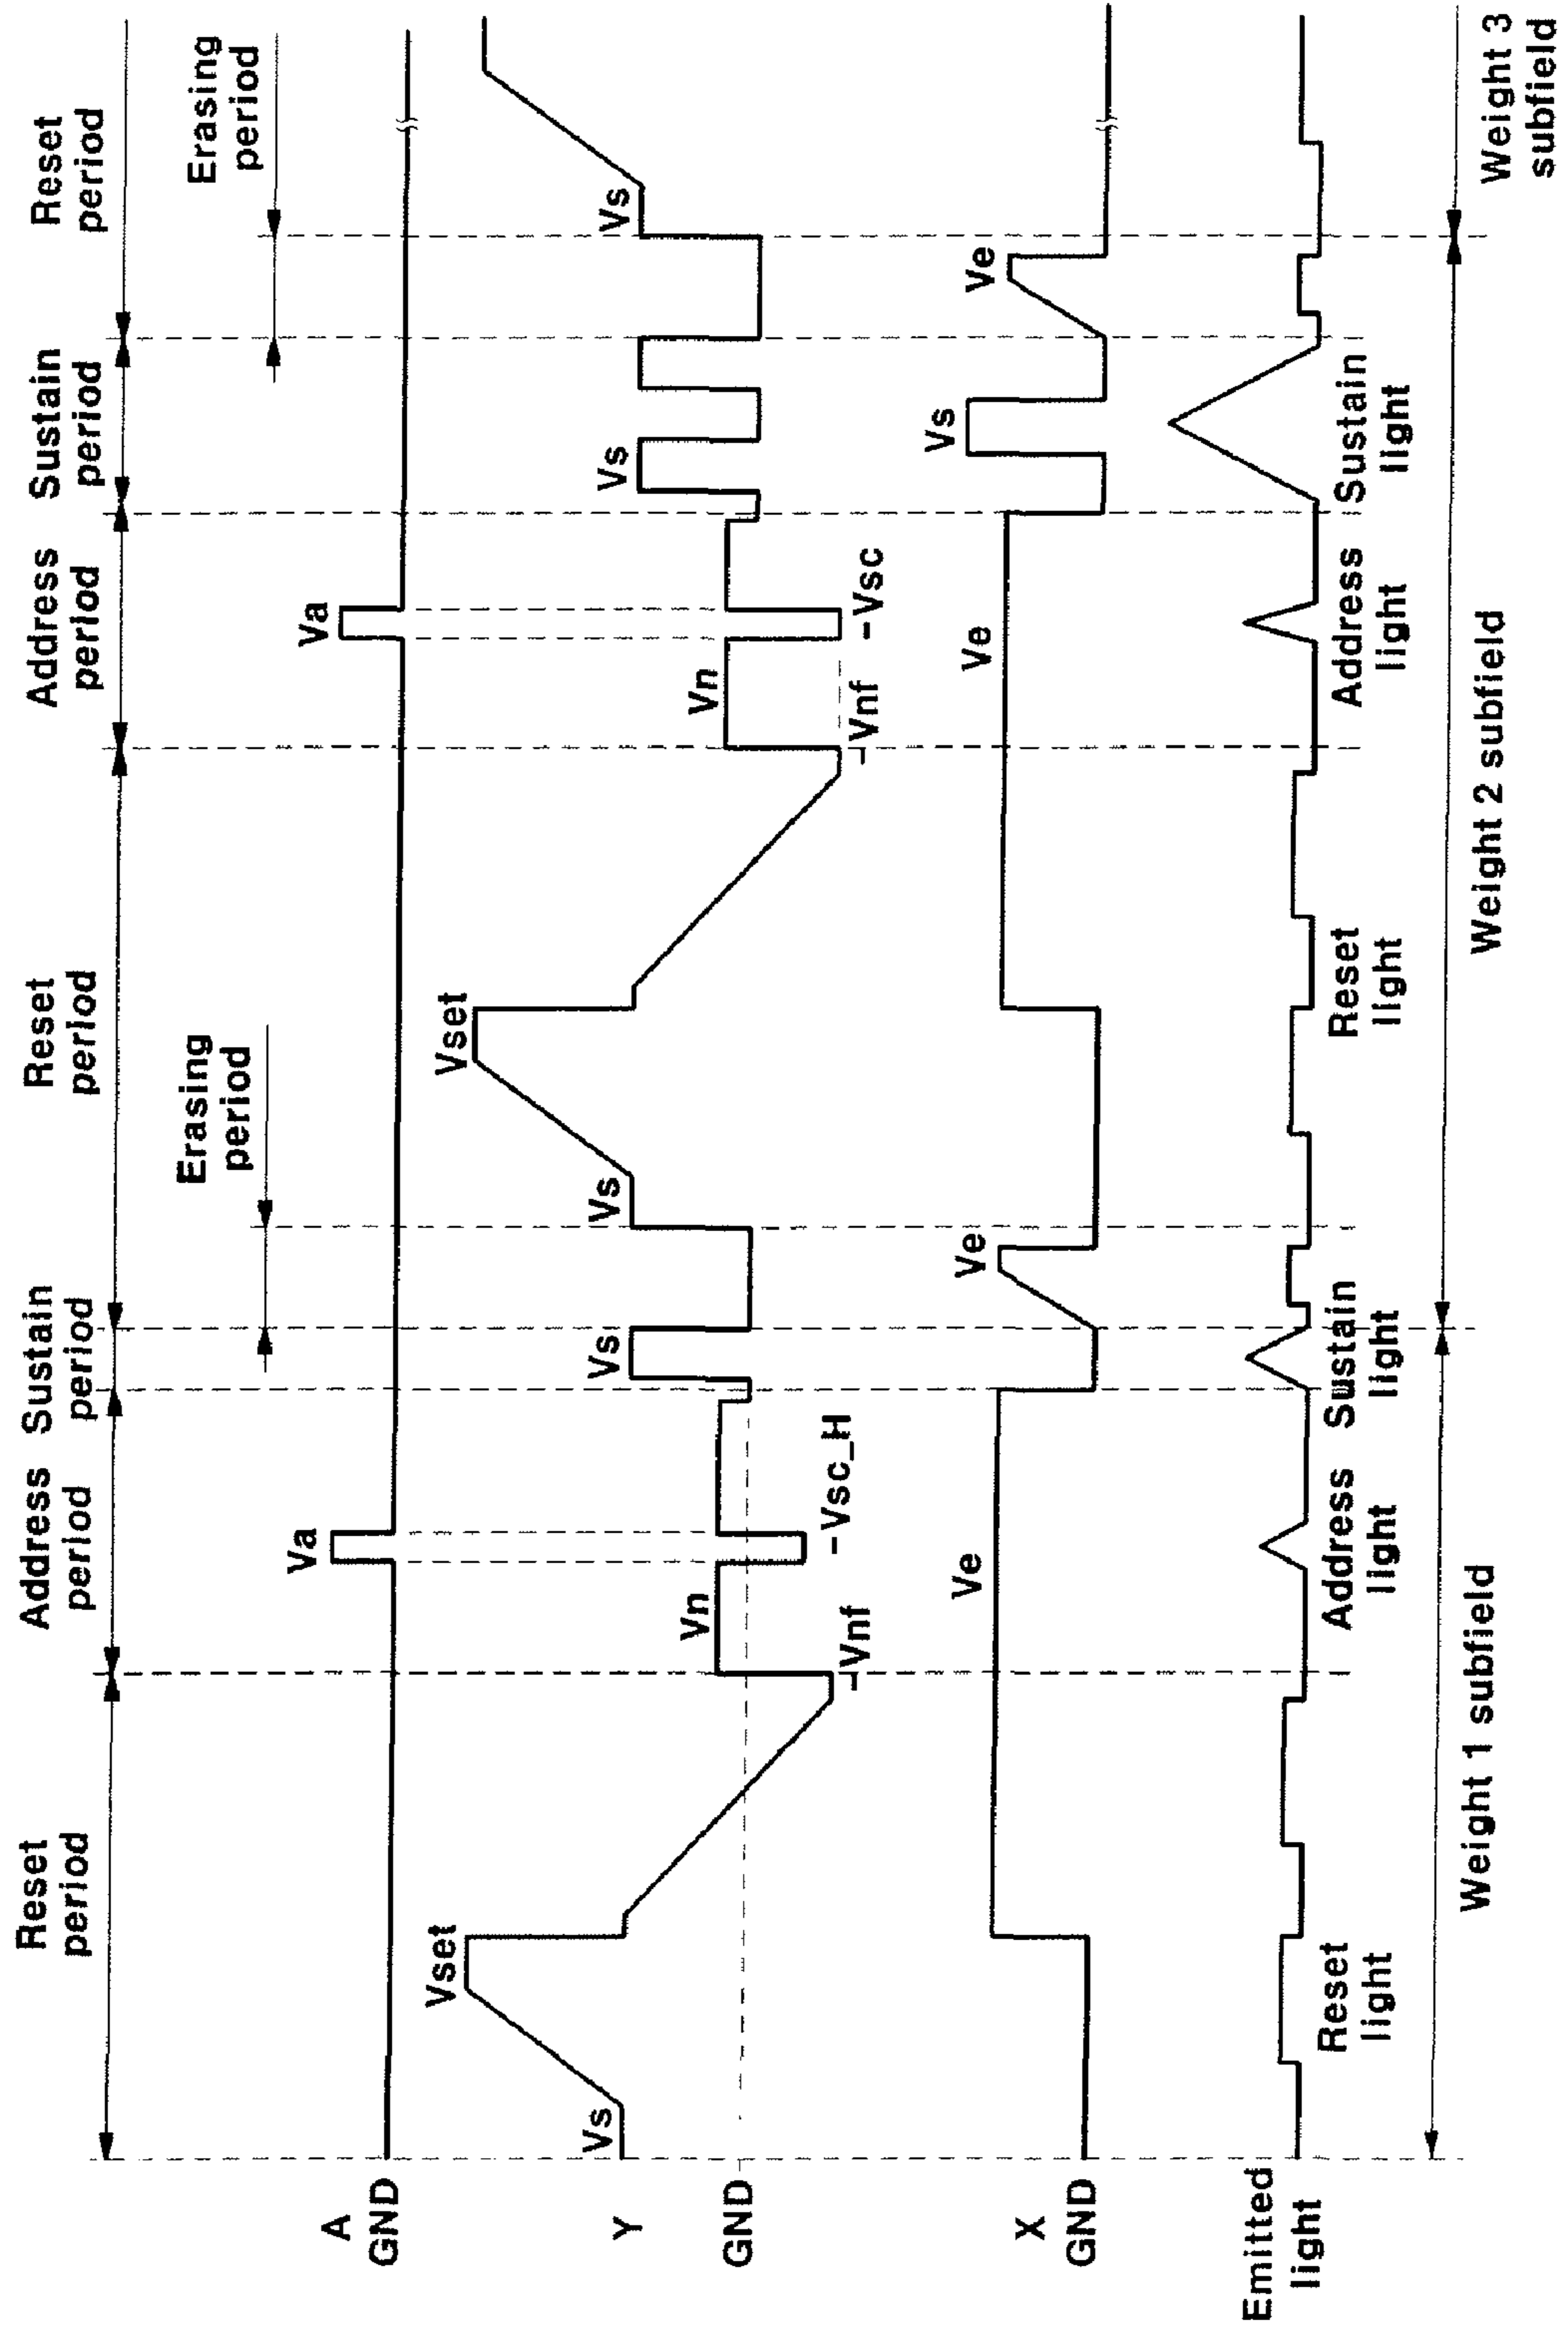 Reset
period
Address
period
Sustain
period
Reset
period
Address
period
Sustain
period
Reset
period
Erasing
period
Erasing
period
A
GND
Va
Va
Y
GND
Vs
Vset
-Vnf
Vn
-Vsc_H
Vs
Vs
Vset
-Vnf
Vn
-Vsc
Vs
Vs
X
GND
Ve
Ve
Ve
Vs
Ve
Emitted
light
Reset
light
Address
light
Sustain
light
Reset
light
Address
light
Sustain
light
Weight 1 subfield
Weight 2 subfield
Weight 3
subfield